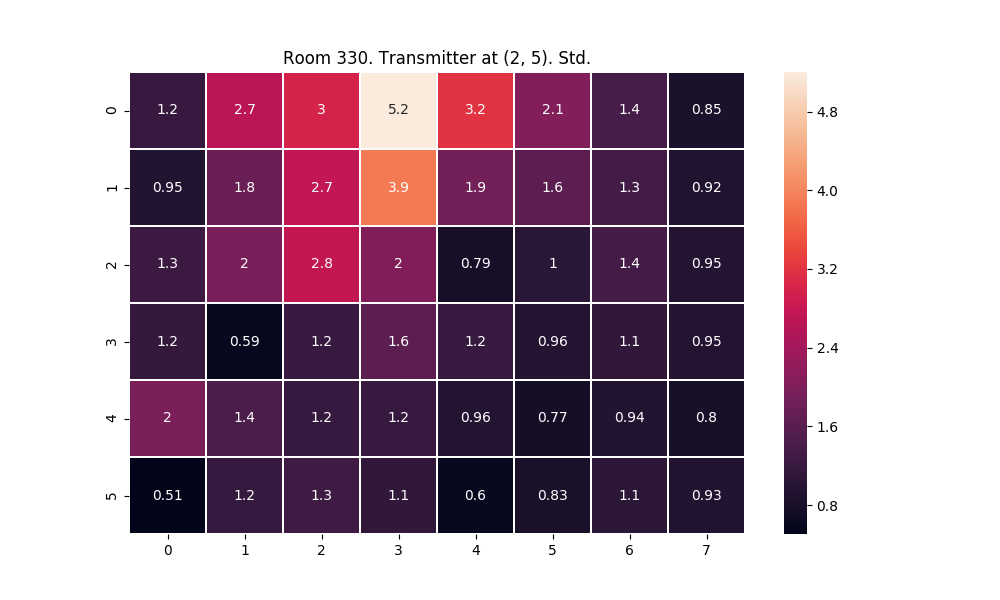 Room 330. Transmitter at (2, 5). Std.
0 1.2 2.7 3 5.2 3.2 2.1 1.4 0.85
1 0.95 1.8 2.7 3.9 1.9 1.6 1.3 0.92
2 1.3 2 2.8 2 0.79 1 1.4 0.95
3 1.2 0.59 1.2 1.6 1.2 0.96 1.1 0.95
4 2 1.4 1.2 1.2 0.96 0.77 0.94 0.8
5 0.51 1.2 1.3 1.1 0.6 0.83 1.1 0.93
0 1 2 3 4 5 6 7
4.8
4.0
3.2
2.4
1.6
0.8